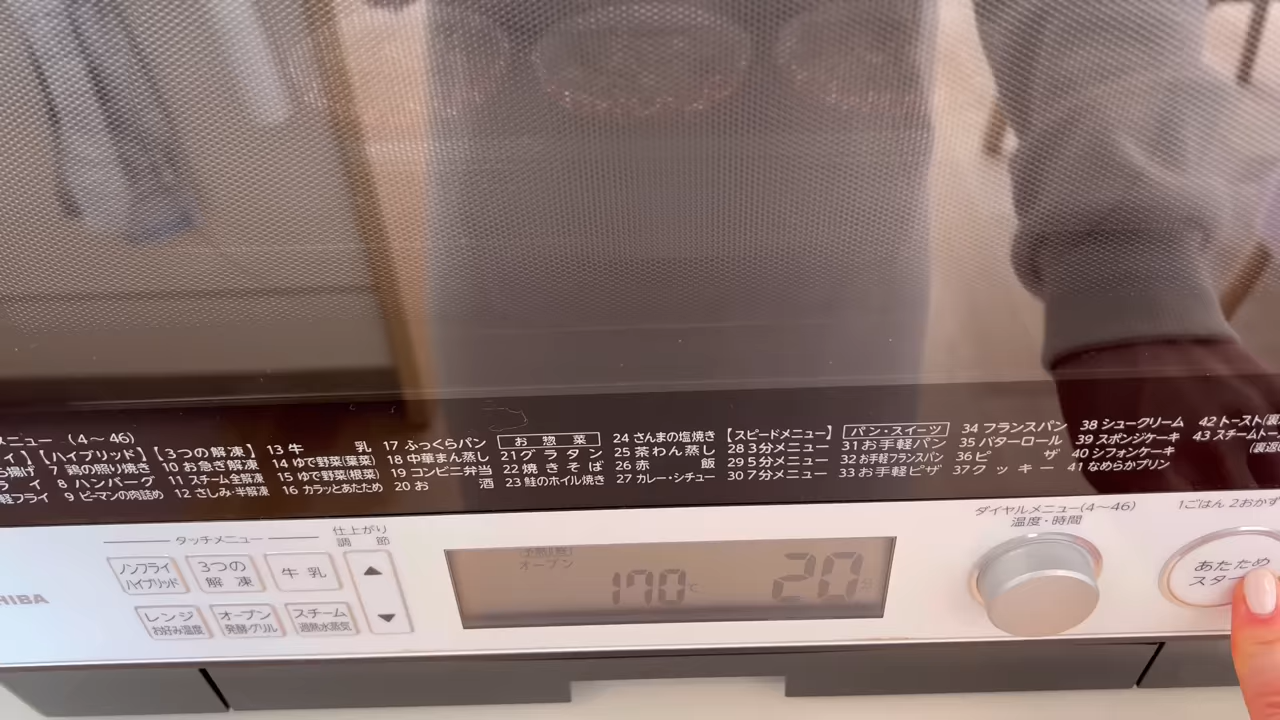 メニュー (4～46)
イ】【ハイブリッド】【3つの解凍】 13 牛 乳 17 ふっくらパン お惣菜 24 さんまの塩焼き 【スピードメニュー】 パン・スイーツ 34 フランスパン 38 シュークリーム 42 トースト(裏
ら揚げ 7 鶏の照り焼き 10 お急ぎ解凍 14 ゆで野菜(葉菜) 18 中華まん蒸し 21 グラタン 25 茶わん蒸し 28 3分メニュー 31 お手軽パン 35 バターロール 39 スポンジケーキ 43 スチームトー
ライ 8 ハンバーグ 11 スチーム全解凍 15 ゆで野菜(根菜) 19 コンビニ弁当 22 焼きそば 26 赤飯 29 5分メニュー 32 お手軽フランスパン 36 ピザ 40 シフォンケーキ
軽フライ 9 ピーマンの肉詰め 12 さしみ・半解凍 16 カラッとあたため 20 お酒 23 鮭のホイル焼き 27 カレー・シチュー 30 7分メニュー 33 お手軽ピザ 37 クッキー 41 なめらかプリン
タッチメニュー
仕上がり
調節
ダイヤルメニュー(4～46)
温度・時間
1ごはん 2おかず
ノンフライ
ハイブリッド
3つの
解凍
牛乳
オーブン
170℃ 20分
あたため
スター
HIBA
レンジ
お好み温度
オーブン
発酵/グリル
スチーム
過熱水蒸気